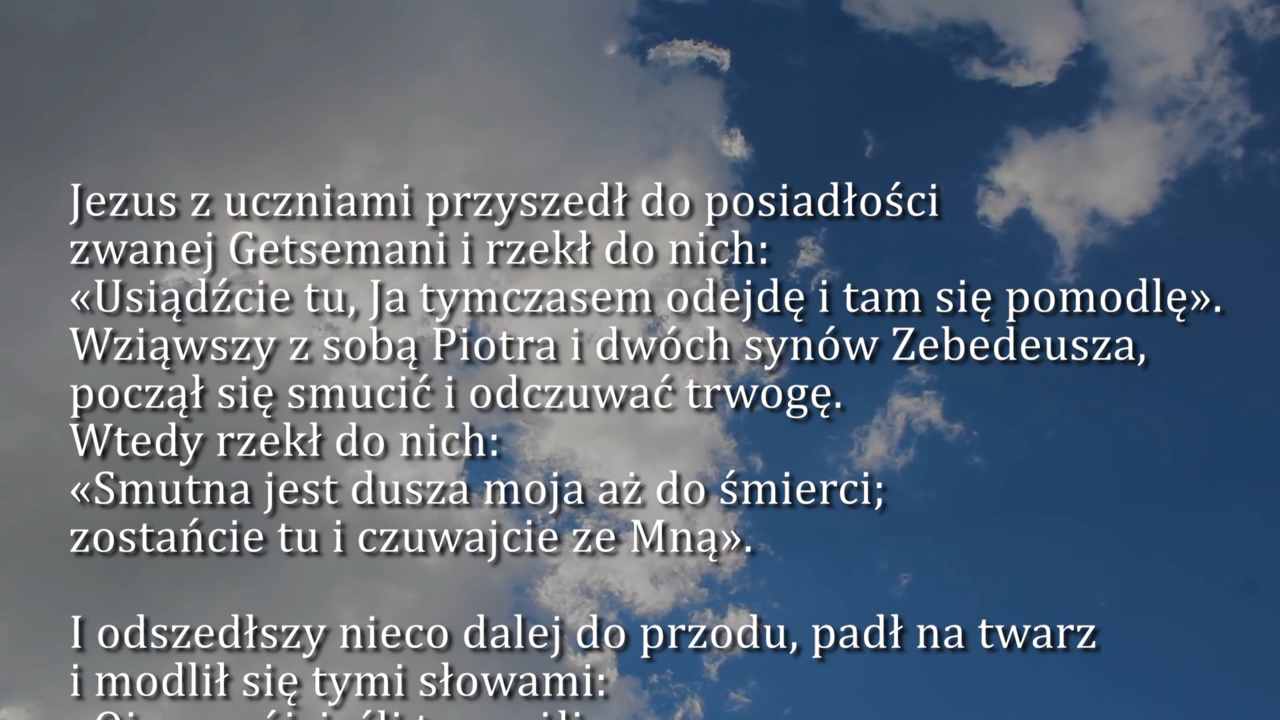 Jezus z uczniami przyszedł do posiadłości
zwanej Getsemani i rzekł do nich:
«Usiądźcie tu, Ja tymczasem odejdę i tam się pomodlę».
Wziąwszy z sobą Piotra i dwóch synów Zebedeusza,
począł się smucić i odczuwać trwogę.
Wtedy rzekł do nich:
«Smutna jest dusza moja aż do śmierci;
zostańcie tu i czuwajcie ze Mną».
I odszedłszy nieco dalej do przodu, padł na twarz
i modlił się tymi słowami: